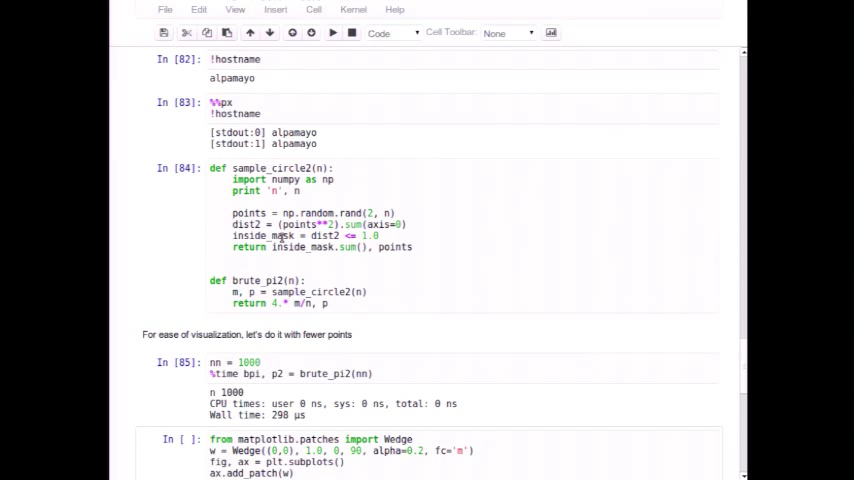 File Edit View Insert Cell Kernel Help
Code Cell Toolbar: None
In [82]: !hostname
alpamayo
In [83]: %%px
!hostname
[stdout:0] alpamayo
[stdout:1] alpamayo
In [84]: def sample_circle2(n):
import numpy as np
print 'n', n
points = np.random.rand(2, n)
dist2 = (points**2).sum(axis=0)
inside_mask = dist2 <= 1.0
return inside_mask.sum(), points
def brute_pi2(n):
m, p = sample_circle2(n)
return 4.* m/n, p
For ease of visualization, let's do it with fewer points
In [85]: nn = 1000
%time bpi, p2 = brute_pi2(nn)
n 1000
CPU times: user 0 ns, sys: 0 ns, total: 0 ns
Wall time: 298 µs
In [ ]: from matplotlib.patches import Wedge
w = Wedge((0,0), 1.0, 0, 90, alpha=0.2, fc='m')
fig, ax = plt.subplots()
ax.add_patch(w)